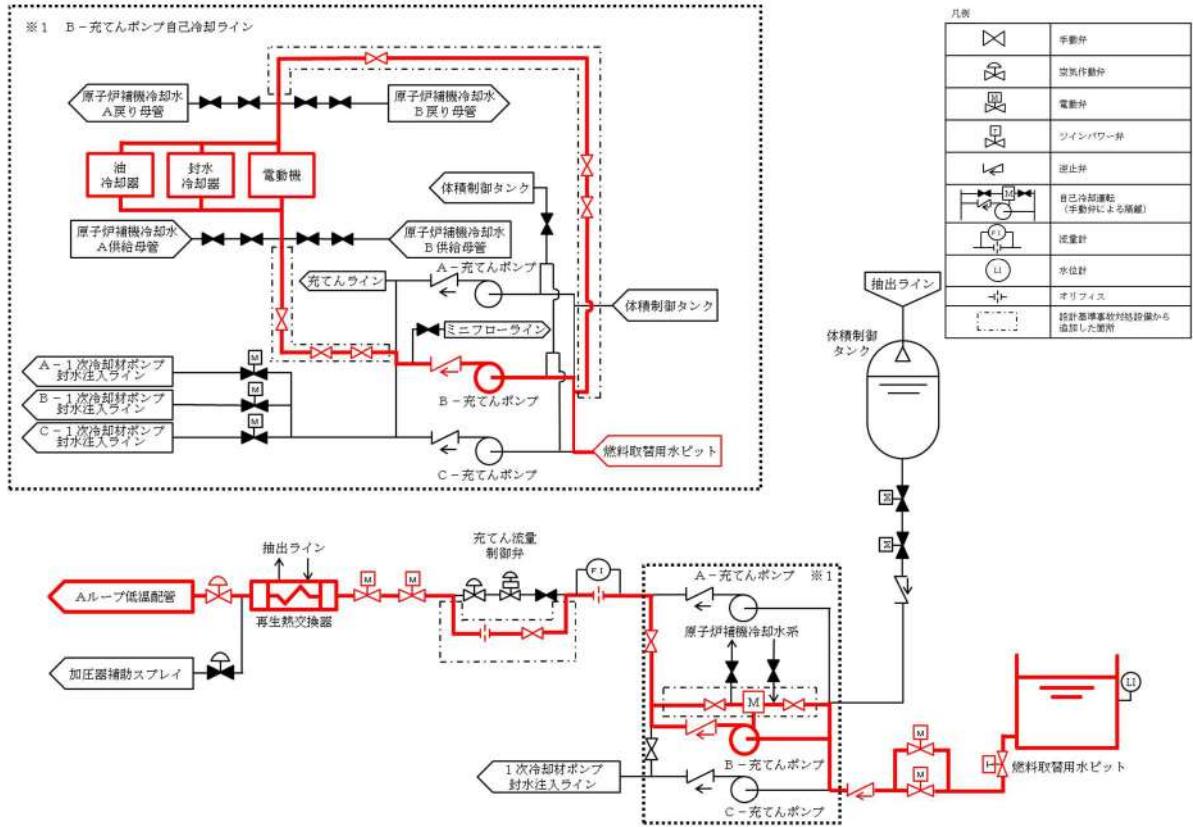 ※1 B－充てんポンプ自己冷却ライン
原子炉補機冷却水
A戻り母管
原子炉補機冷却水
B戻り母管
油
冷却器
封水
冷却器
電動機
体積制御タンク
原子炉補機冷却水
A供給母管
原子炉補機冷却水
B供給母管
充てんライン
A－充てんポンプ
体積制御タンク
ミニフローライン
B－充てんポンプ
A－1次冷却材ポンプ
封水注入ライン
B－1次冷却材ポンプ
封水注入ライン
C－1次冷却材ポンプ
封水注入ライン
M
M
M
燃料取替用水ピット
C－充てんポンプ
凡例
手動弁
空気作動弁
M
電動弁
ツインパワー弁
逆止弁
M
自己冷却運転
（手動弁による隔離）
FI
流量計
LI
水位計
オリフィス
設計基準事故対処設備から
追加した箇所
抽出ライン
体積制御
タンク
M
M
抽出ライン
充てん流量
制御弁
FI
M
M
Aループ低温配管
再生熱交換器
加圧器補助スプレイ
A－充てんポンプ ※1
原子炉補機冷却水系
M
B－充てんポンプ
1次冷却材ポンプ
封水注入ライン
C－充てんポンプ
M
M
LI
燃料取替用水ピット